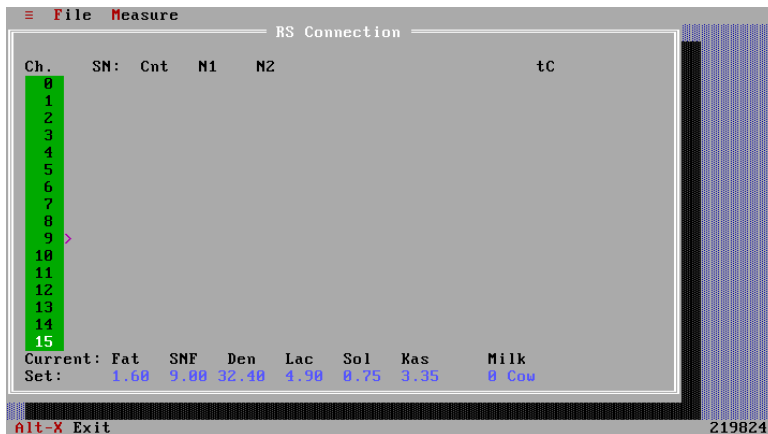 ≡ File Measure
RS Connection
Ch. SN: Cnt N1 N2 tC
0
1
2
3
4
5
6
7
8
9 >
10
11
12
13
14
15
Current: Fat SNF Den Lac Sol Kas Milk
Set: 1.60 9.00 32.40 4.90 0.75 3.35 0 Cow
Alt-X Exit 219824